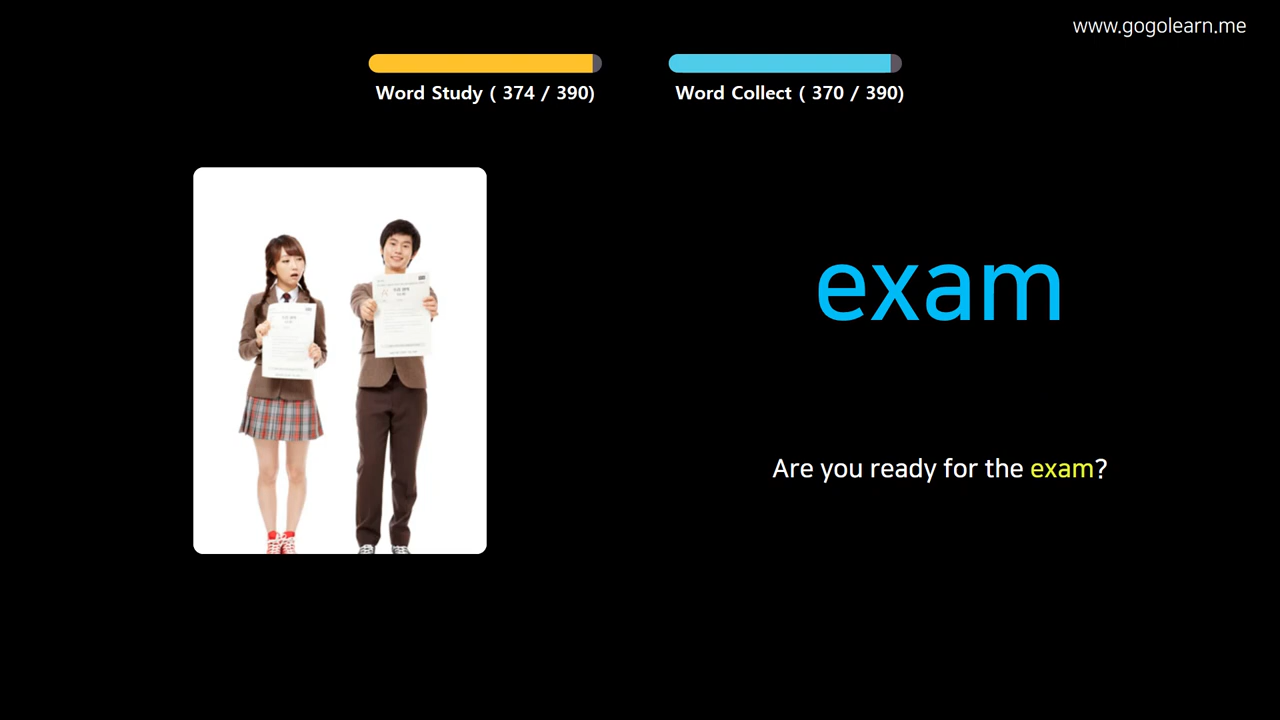 www.gogolearn.me
Word Study ( 374 / 390)
Word Collect ( 370 / 390)
exam
Are you ready for the exam?